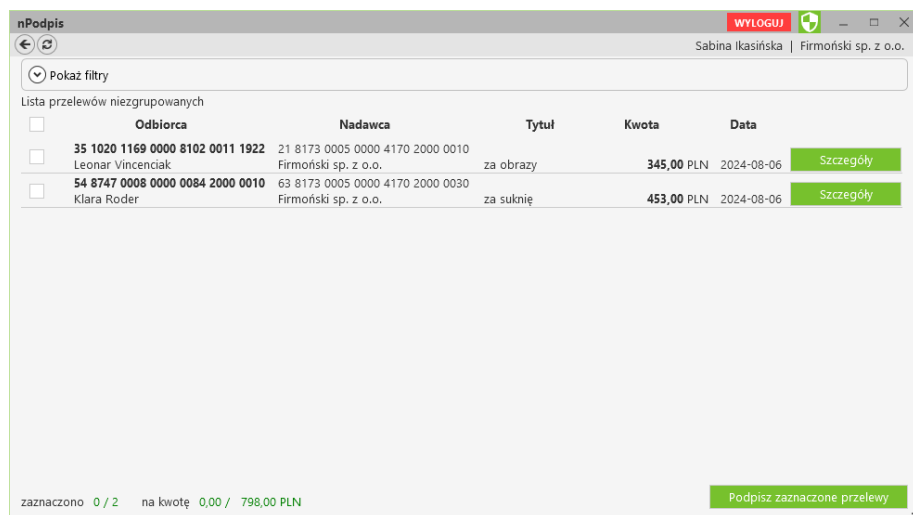 nPodpis WYLOGUJ
Sabina Ikasińska | Firmoński sp. z o.o.
Pokaż filtry
Lista przelewów niezgrupowanych
Odbiorca Nadawca Tytuł Kwota Data
35 1020 1169 0000 8102 0011 1922 21 8173 0005 0000 4170 2000 0010
Leonar Vincenciak Firmoński sp. z o.o. za obrazy 345,00 PLN 2024-08-06 Szczegóły
54 8747 0008 0000 0084 2000 0010 63 8173 0005 0000 4170 2000 0030
Klara Roder Firmoński sp. z o.o. za suknię 453,00 PLN 2024-08-06 Szczegóły
zaznaczono 0 / 2 na kwotę 0,00 / 798,00 PLN Podpisz zaznaczone przelewy